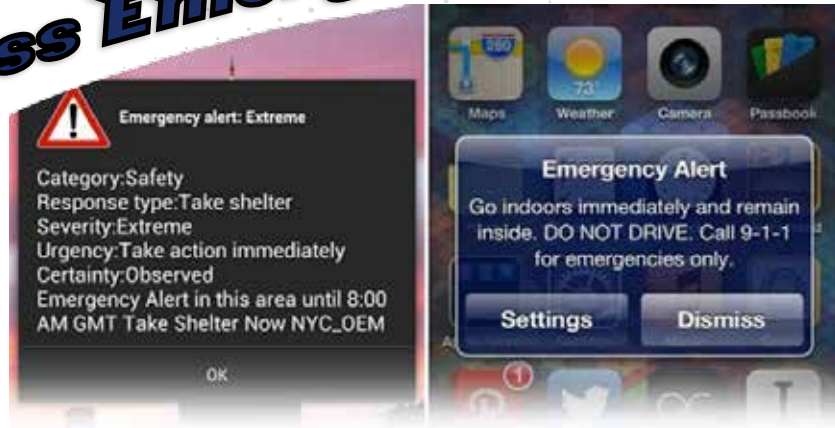 ss Emerg
Emergency alert: Extreme
Category:Safety
Response type:Take shelter
Severity:Extreme
Urgency:Take action immediately
Certainty:Observed
Emergency Alert in this area until 8:00
AM GMT Take Shelter Now NYC_OEM
OK
280
73°
Maps Weather Camera Passbook
Emergency Alert
Go indoors immediately and remain
inside. DO NOT DRIVE. Call 9-1-1
for emergencies only.
Settings Dismiss
1